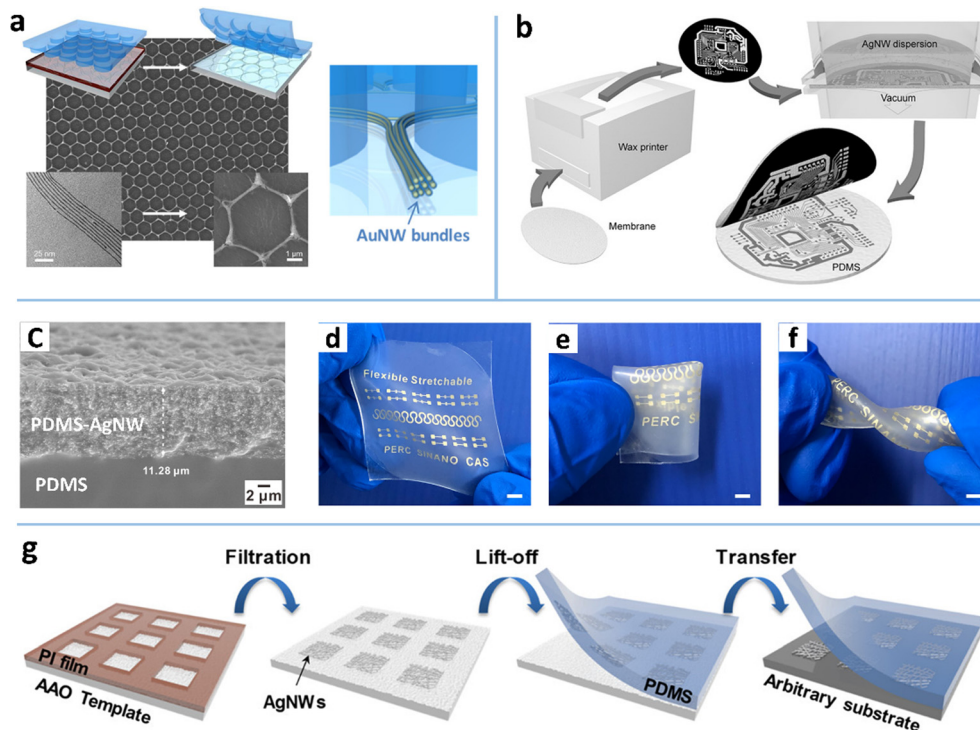 a
25 nm
1 µm
AuNW bundles
b
Wax printer
Membrane
AgNW dispersion
Vacuum
PDMS
C
PDMS-AgNW
11.28 µm
PDMS
2 µm
d
Flexible Stretchable
PERC SINANO CAS
e
PERC SINA
f
PERC SINANO
g
Filtration
Lift-off
Transfer
PI film
AAO Template
AgNWs
PDMS
Arbitrary substrate